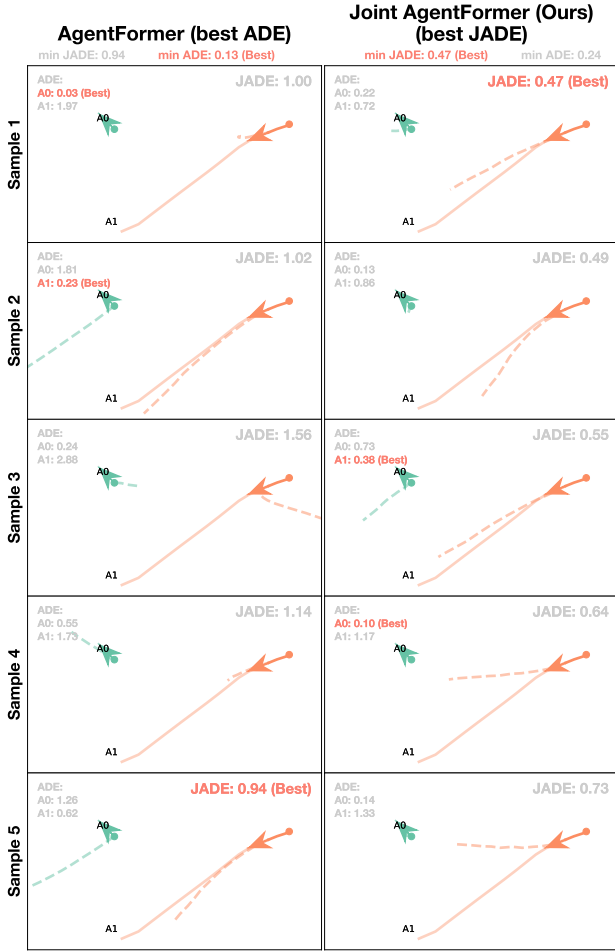 AgentFormer (best ADE)
Joint AgentFormer (Ours)
(best JADE)
min JADE: 0.94
min ADE: 0.13 (Best)
min JADE: 0.47 (Best)
min ADE: 0.24
Sample 1
ADE:
A0: 0.03 (Best)
A1: 1.97
JADE: 1.00
A0
A1
ADE:
A0: 0.22
A1: 0.72
JADE: 0.47 (Best)
A0
A1
Sample 2
ADE:
A0: 1.81
A1: 0.23 (Best)
JADE: 1.02
A0
A1
ADE:
A0: 0.13
A1: 0.86
JADE: 0.49
A0
A1
Sample 3
ADE:
A0: 0.24
A1: 2.88
JADE: 1.56
A0
A1
ADE:
A0: 0.73
A1: 0.38 (Best)
JADE: 0.55
A0
A1
Sample 4
ADE:
A0: 0.55
A1: 1.73
JADE: 1.14
A0
A1
ADE:
A0: 0.10 (Best)
A1: 1.17
JADE: 0.64
A0
A1
Sample 5
ADE:
A0: 1.26
A1: 0.62
JADE: 0.94 (Best)
A0
A1
ADE:
A0: 0.14
A1: 1.33
JADE: 0.73
A0
A1